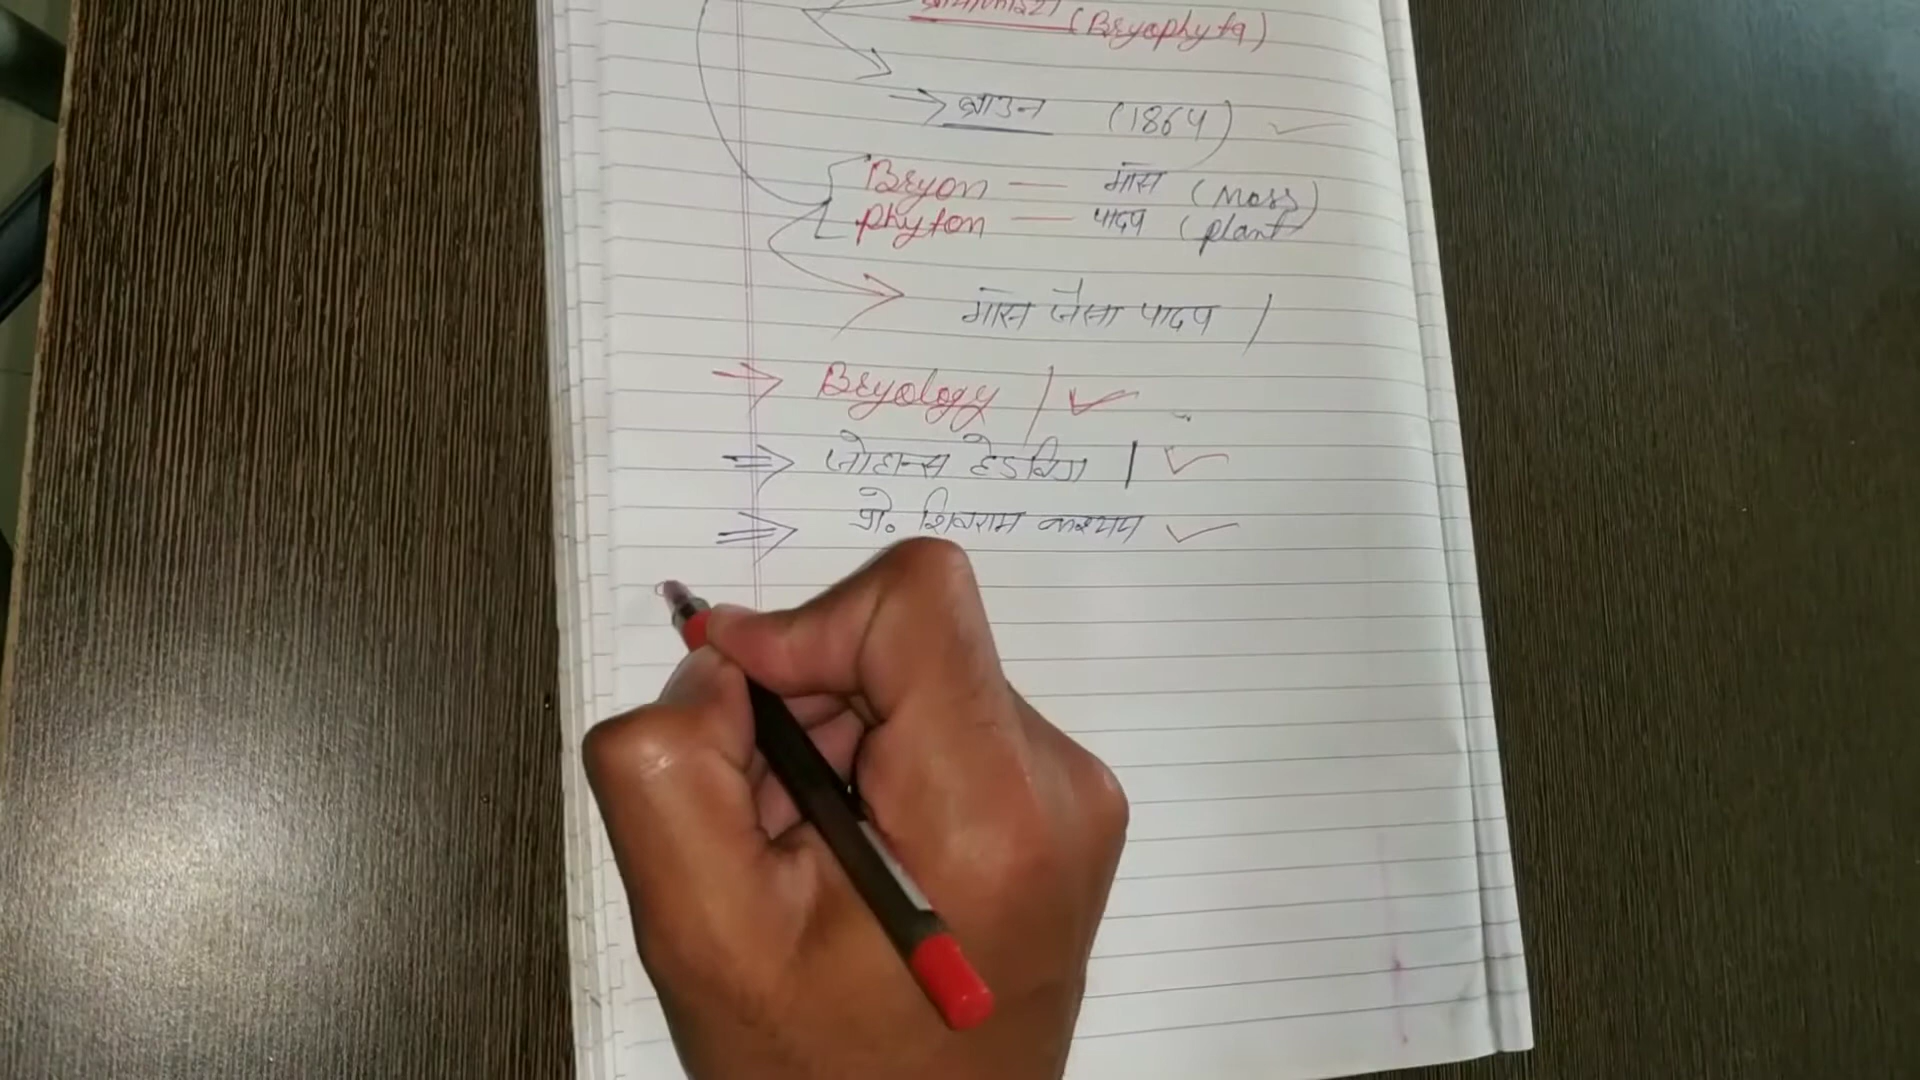 (Bryophyta)
→ ब्राउन (1864)
Bryon — मॉस (Moss)
phyton — पादप (plant
मॉस जैसा पादप |
→ Bryology |
⇒ जोहान्स हेडविग |
⇒ प्रो० शिवराम कश्यप